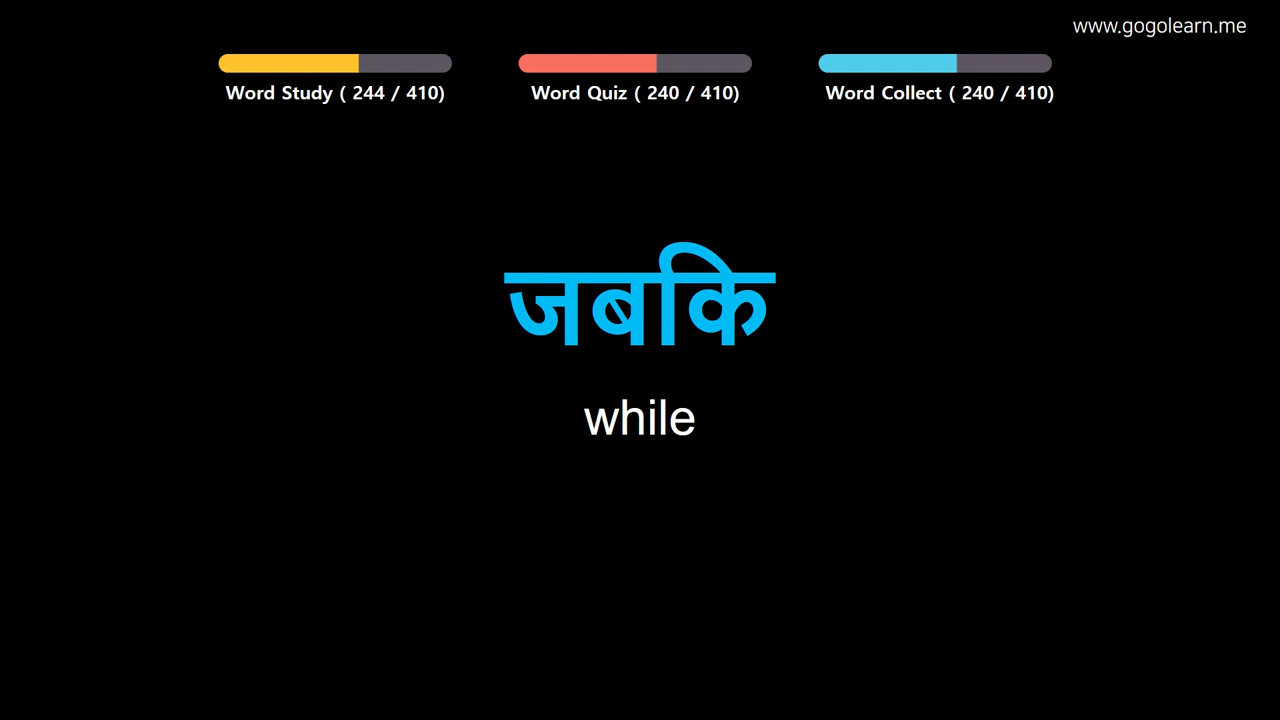 www.gogolearn.me
Word Study ( 244 / 410)
Word Quiz ( 240 / 410)
Word Collect ( 240 / 410)
जबकि
while